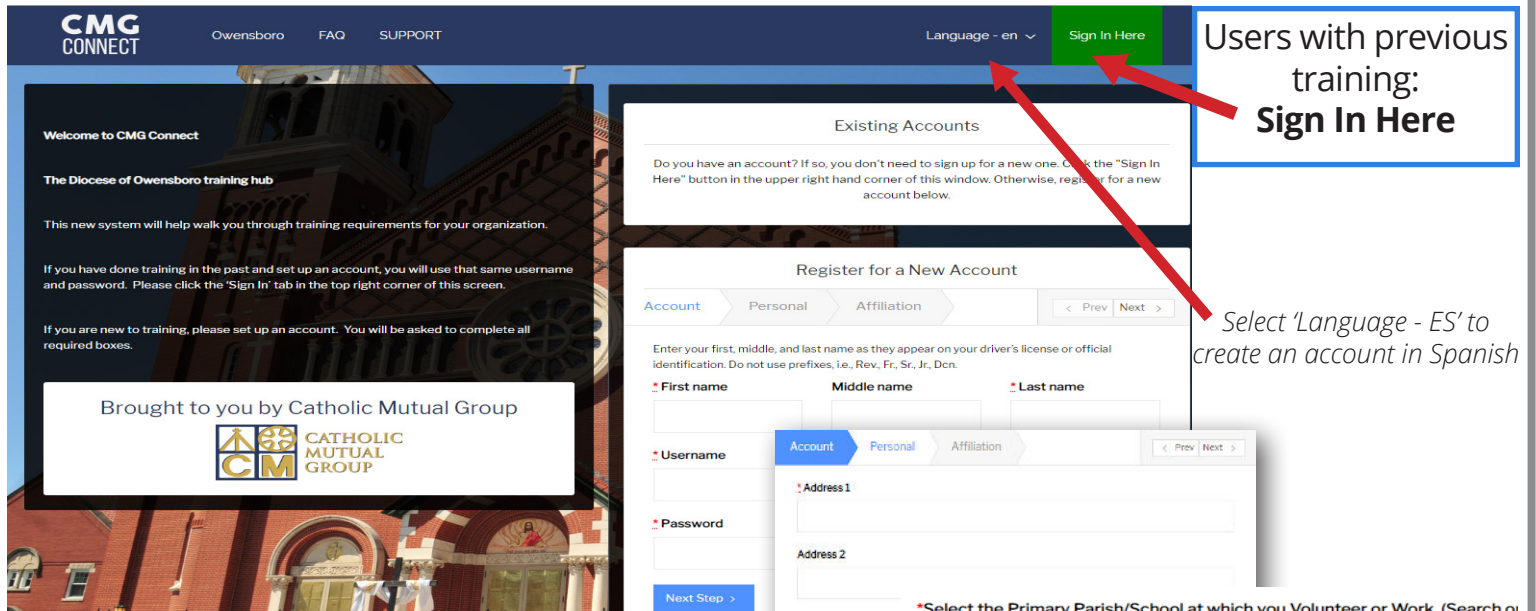 CMG
CONNECT
Owensboro FAQ SUPPORT
Language - en
Sign In Here
Users with previous
training:
Sign In Here
Welcome to CMG Connect
The Diocese of Owensboro training hub
This new system will help walk you through training requirements for your organization.
If you have done training in the past and set up an account, you will use that same username
and password. Please click the 'Sign In' tab in the top right corner of this screen.
If you are new to training, please set up an account. You will be asked to complete all
required boxes.
Brought to you by Catholic Mutual Group
CM
CATHOLIC
MUTUAL
GROUP
Existing Accounts
Do you have an account? If so, you don't need to sign up for a new one. Click the "Sign In
Here" button in the upper right hand corner of this window. Otherwise, register for a new
account below.
Register for a New Account
Account Personal Affiliation < Prev Next >
Enter your first, middle, and last name as they appear on your driver's license or official
identification. Do not use prefixes, i.e., Rev., Fr., Sr., Jr., Dcn.
* First name Middle name * Last name
* Username
* Password
Next Step >
Select ‘Language - ES’ to
create an account in Spanish
Account Personal Affiliation < Prev Next >
* Address 1
Address 2
*Select the Primary Parish/School at which you Volunteer or Work. (Search